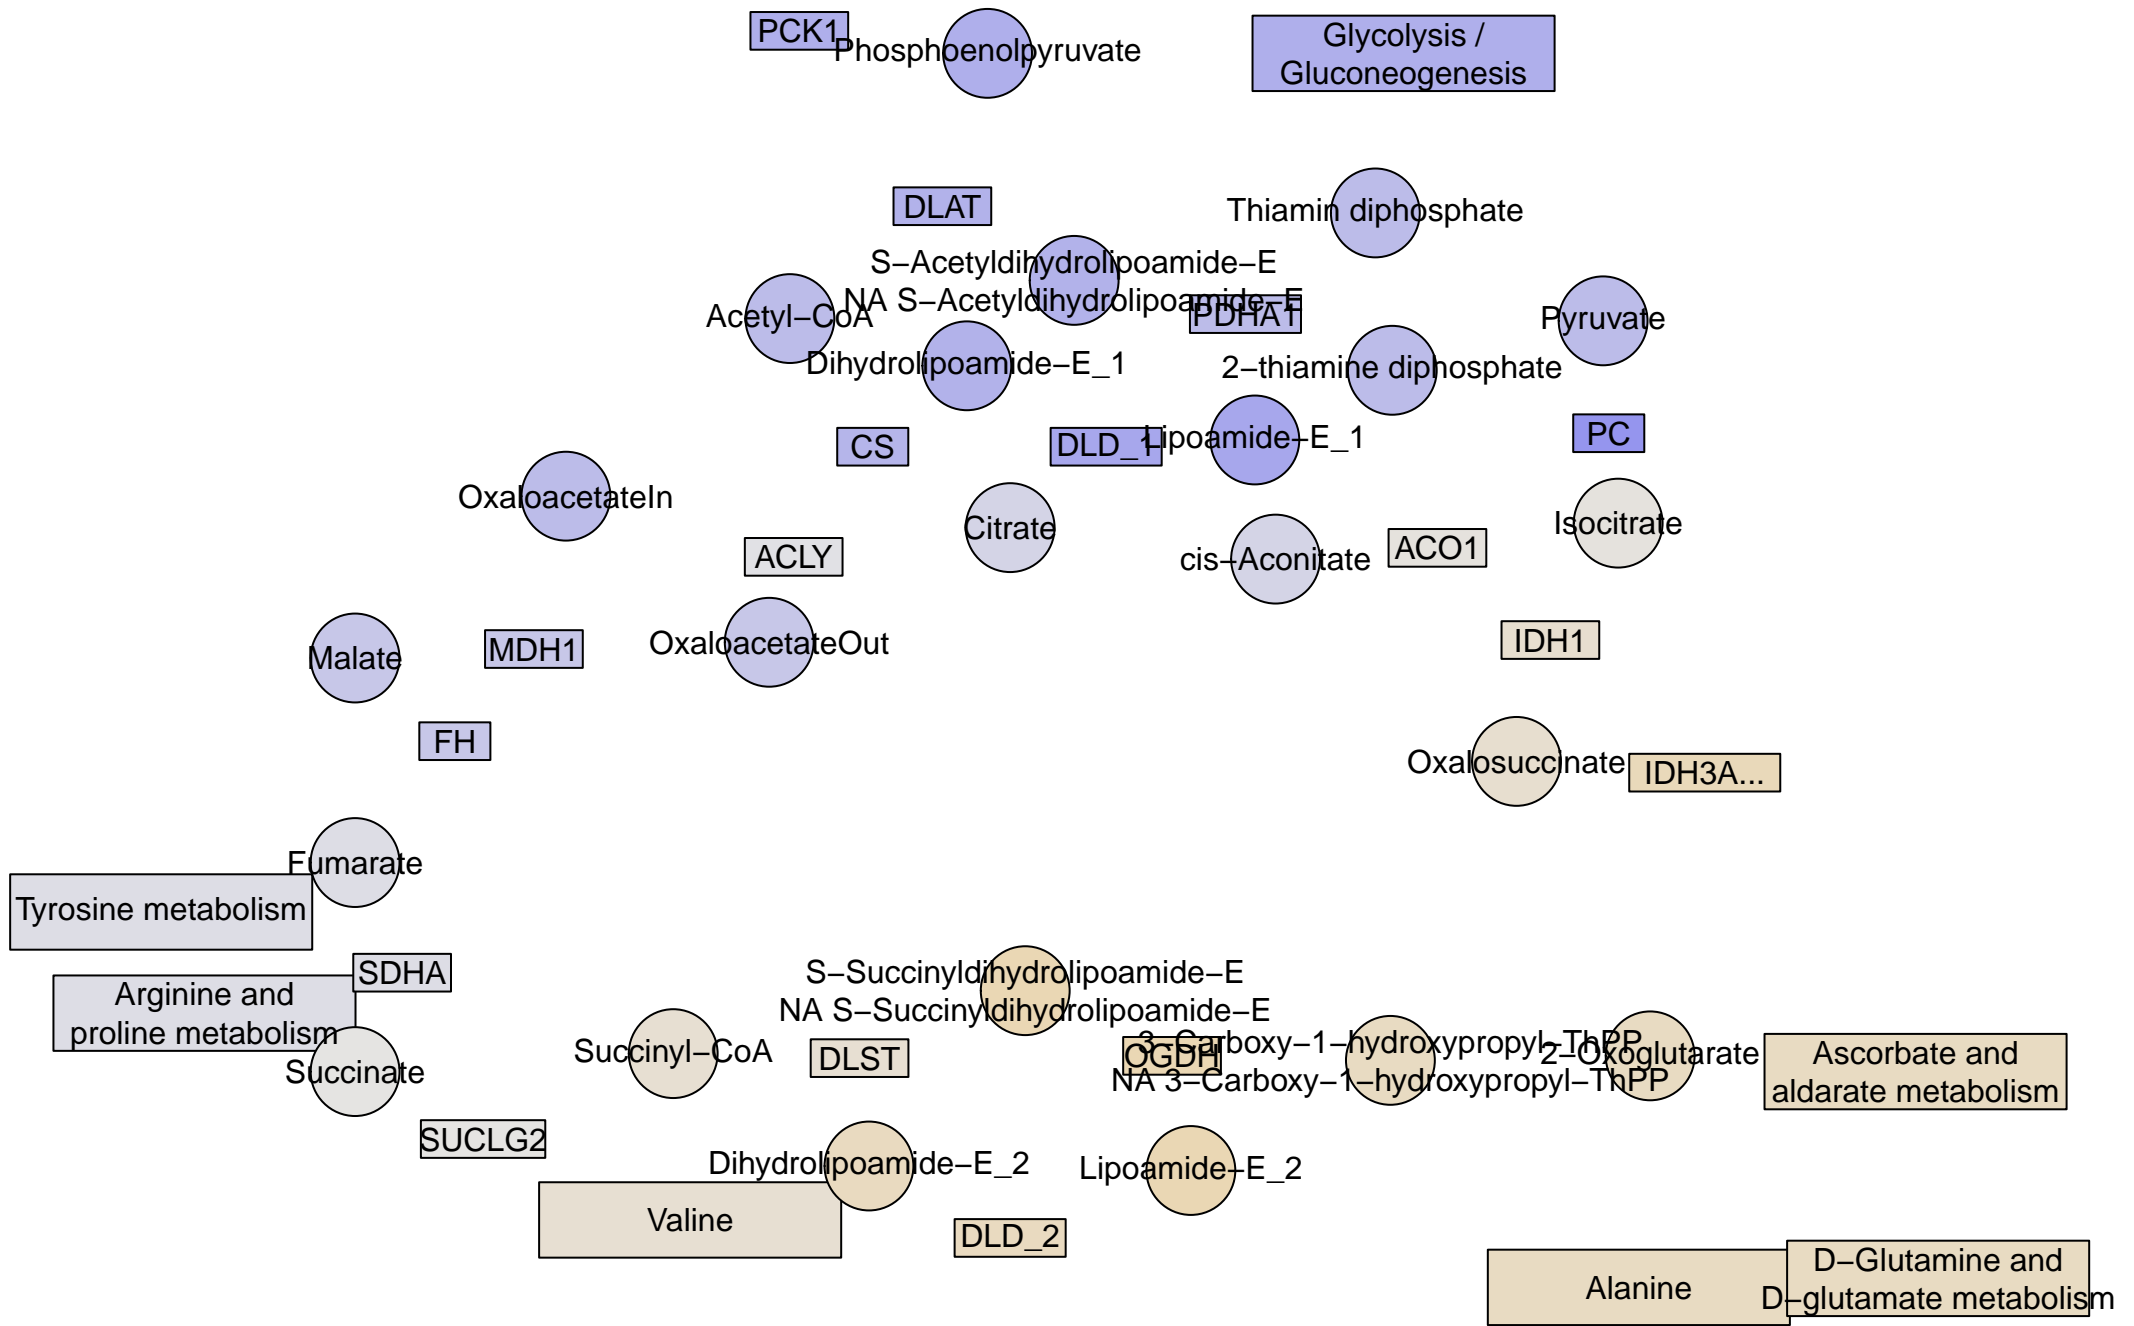 PCK1
Phosphoenolpyruvate
Glycolysis /
Gluconeogenesis
DLAT
Thiamin diphosphate
S−Acetyldihydrolipoamide−E
NA S−Acetyldihydrolipoamide−E
Acetyl−CoA
PDHA1
Pyruvate
Dihydrolipoamide−E_1
2−thiamine diphosphate
CS
DLD_1
Lipoamide−E_1
PC
OxaloacetateIn
Citrate
Isocitrate
ACLY
cis−Aconitate
ACO1
Malate
MDH1
OxaloacetateOut
IDH1
FH
Oxalosuccinate
IDH3A...
Fumarate
Tyrosine metabolism
SDHA
Arginine and
proline metabolism
Succinate
S−Succinyldihydrolipoamide−E
NA S−Succinyldihydrolipoamide−E
Succinyl−CoA
DLST
OGDH
3−Carboxy−1−hydroxypropyl−ThPP
NA 3−Carboxy−1−hydroxypropyl−ThPP
2−Oxoglutarate
Ascorbate and
aldarate metabolism
SUCLG2
Dihydrolipoamide−E_2
Lipoamide−E_2
Valine
DLD_2
Alanine
D−Glutamine and
D−glutamate metabolism